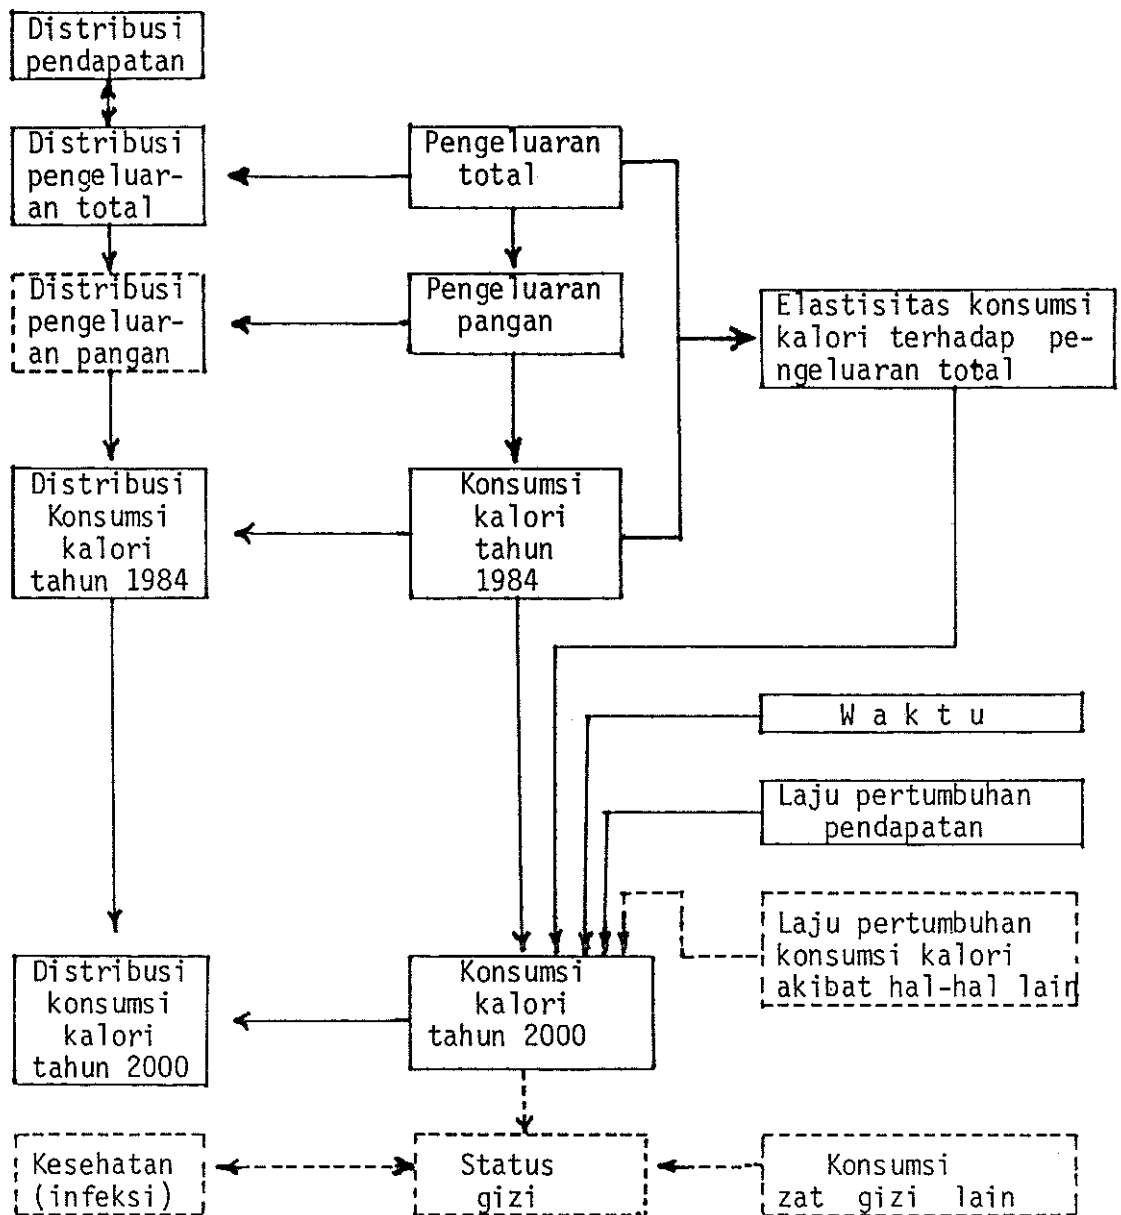 Distribusi
pendapatan
Distribusi
pengeluar-
an total
Pengeluaran
total
Distribusi
pengeluar-
an pangan
Pengeluaran
pangan
Elastisitas konsumsi
kalori terhadap pe-
ngeluaran total
Distribusi
Konsumsi
kalori
tahun 1984
Konsumsi
kalori
tahun
1984
W a k t u
Laju pertumbuhan
pendapatan
Laju pertumbuhan
konsumsi kalori
akibat hal-hal lain
Distribusi
konsumsi
kalori
tahun 2000
Konsumsi
kalori
tahun 2000
Kesehatan
(infeksi)
Status
gizi
Konsumsi
zat gizi lain